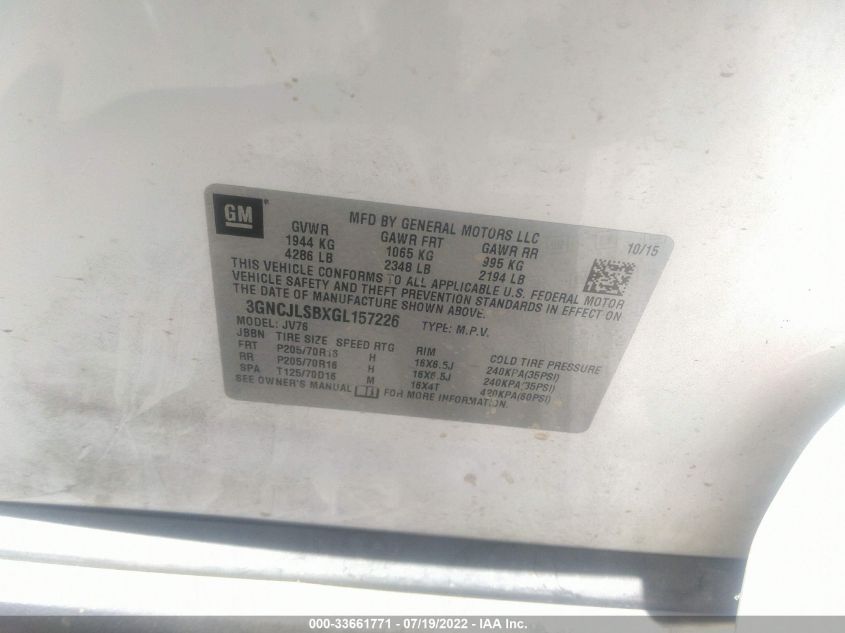 GM
MFD BY GENERAL MOTORS LLC
10/15
GVWR GAWR FRT GAWR RR
1944 KG 1065 KG 995 KG
4286 LB 2348 LB 2194 LB
THIS VEHICLE CONFORMS TO ALL APPLICABLE U.S. FEDERAL MOTOR
VEHICLE SAFETY AND THEFT PREVENTION STANDARDS IN EFFECT ON
THE DATE OF MANUFACTURE SHOWN ABOVE.
3GNCJLSBXGL157226 TYPE: M.P.V.
MODEL: JV76
JBBN TIRE SIZE SPEED RTG RIM COLD TIRE PRESSURE
FRT P205/70R16 H 16X6.5J 240KPA(35PSI)
RR P205/70R16 H 16X6.5J 240KPA(35PSI)
SPA T125/70D16 M 16X4T 420KPA(60PSI)
SEE OWNER'S MANUAL FOR MORE INFORMATION.
000-33661771 - 07/19/2022 - IAA Inc.